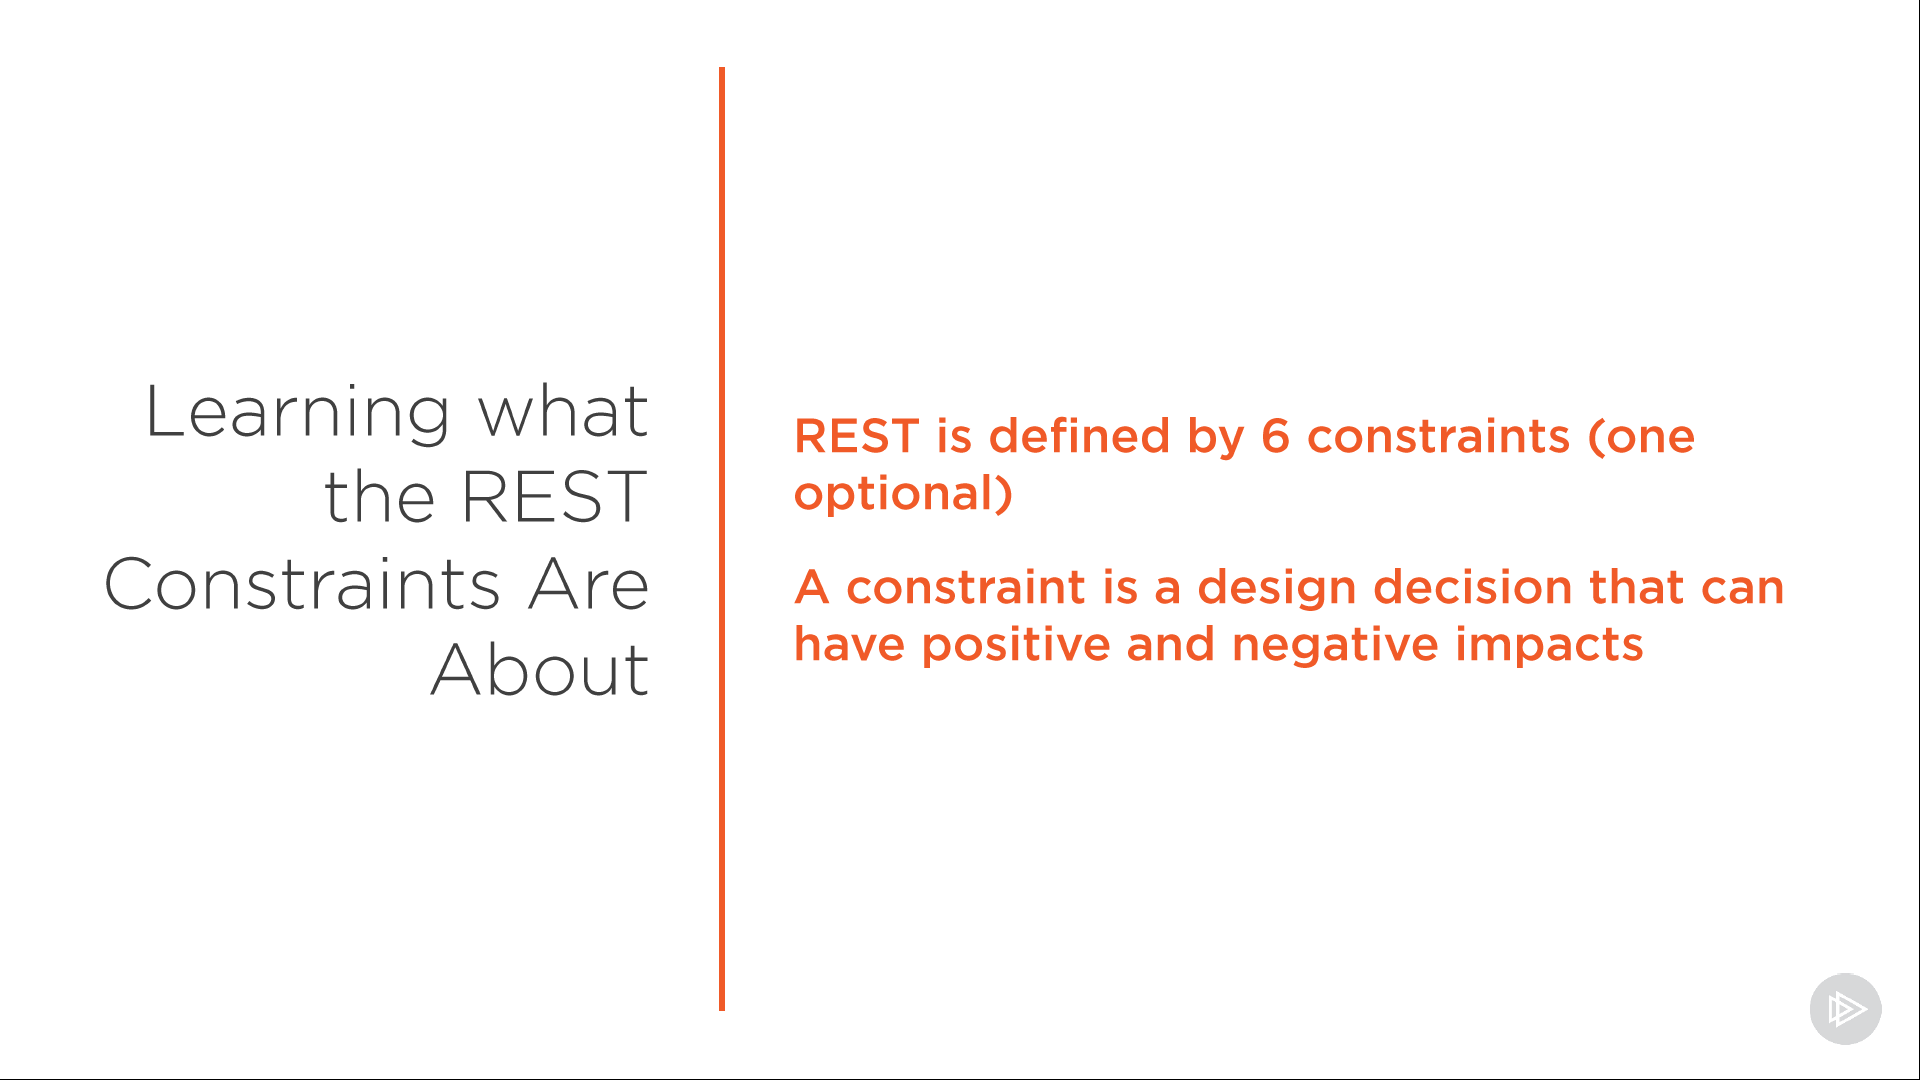 Learning what
the REST
Constraints Are
About
REST is defined by 6 constraints (one
optional)
A constraint is a design decision that can
have positive and negative impacts